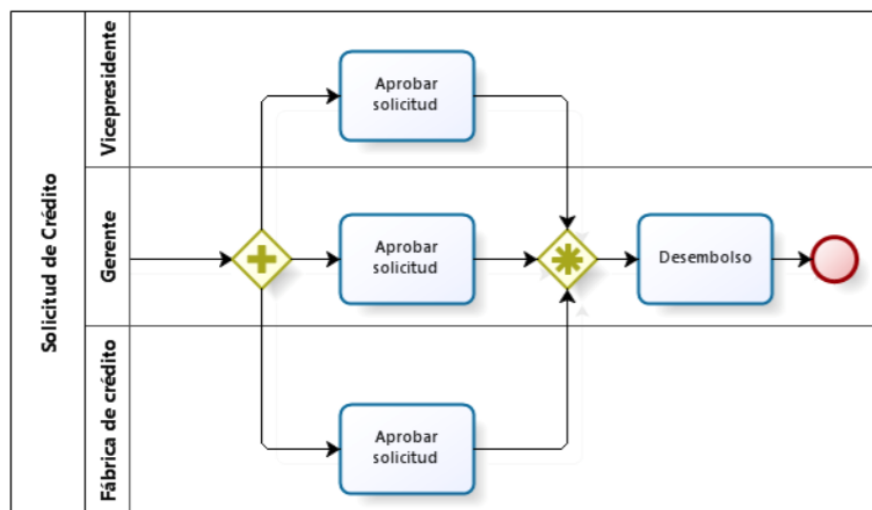 Solicitud de Crédito
Vicepresidente
Aprobar
solicitud
Gerente
Aprobar
solicitud
Desembolso
Fábrica de crédito
Aprobar
solicitud